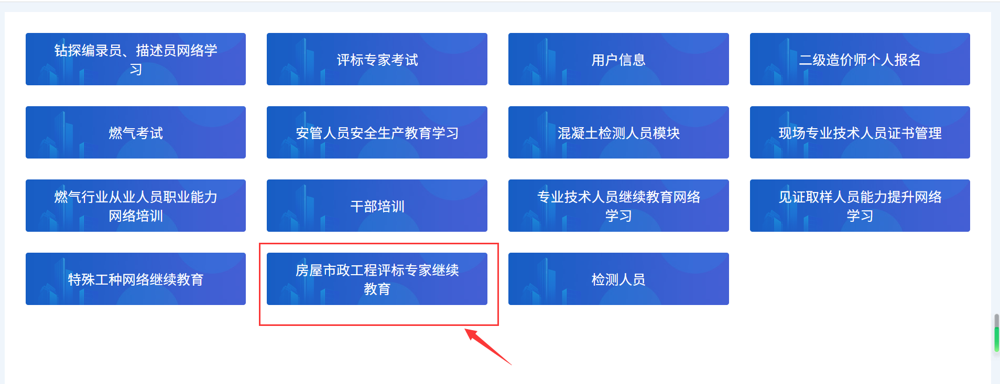 钻探编录员、描述员网络学
习
评标专家考试
用户信息
二级造价师个人报名
燃气考试
安管人员安全生产教育学习
混凝土检测人员模块
现场专业技术人员证书管理
燃气行业从业人员职业能力
网络培训
干部培训
专业技术人员继续教育网络
学习
见证取样人员能力提升网络
学习
特殊工种网络继续教育
房屋市政工程评标专家继续
教育
检测人员